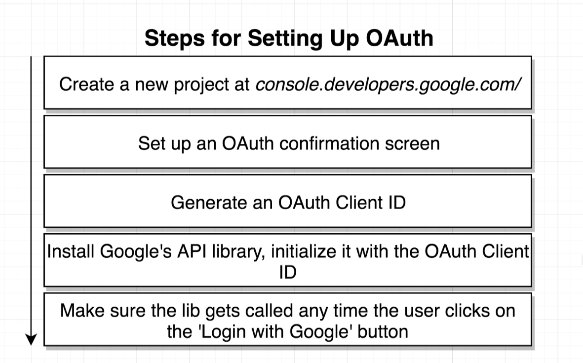 Steps for Setting Up OAuth
Create a new project at console.developers.google.com/
Set up an OAuth confirmation screen
Generate an OAuth Client ID
Install Google's API library, initialize it with the OAuth Client
ID
Make sure the lib gets called any time the user clicks on
the 'Login with Google' button